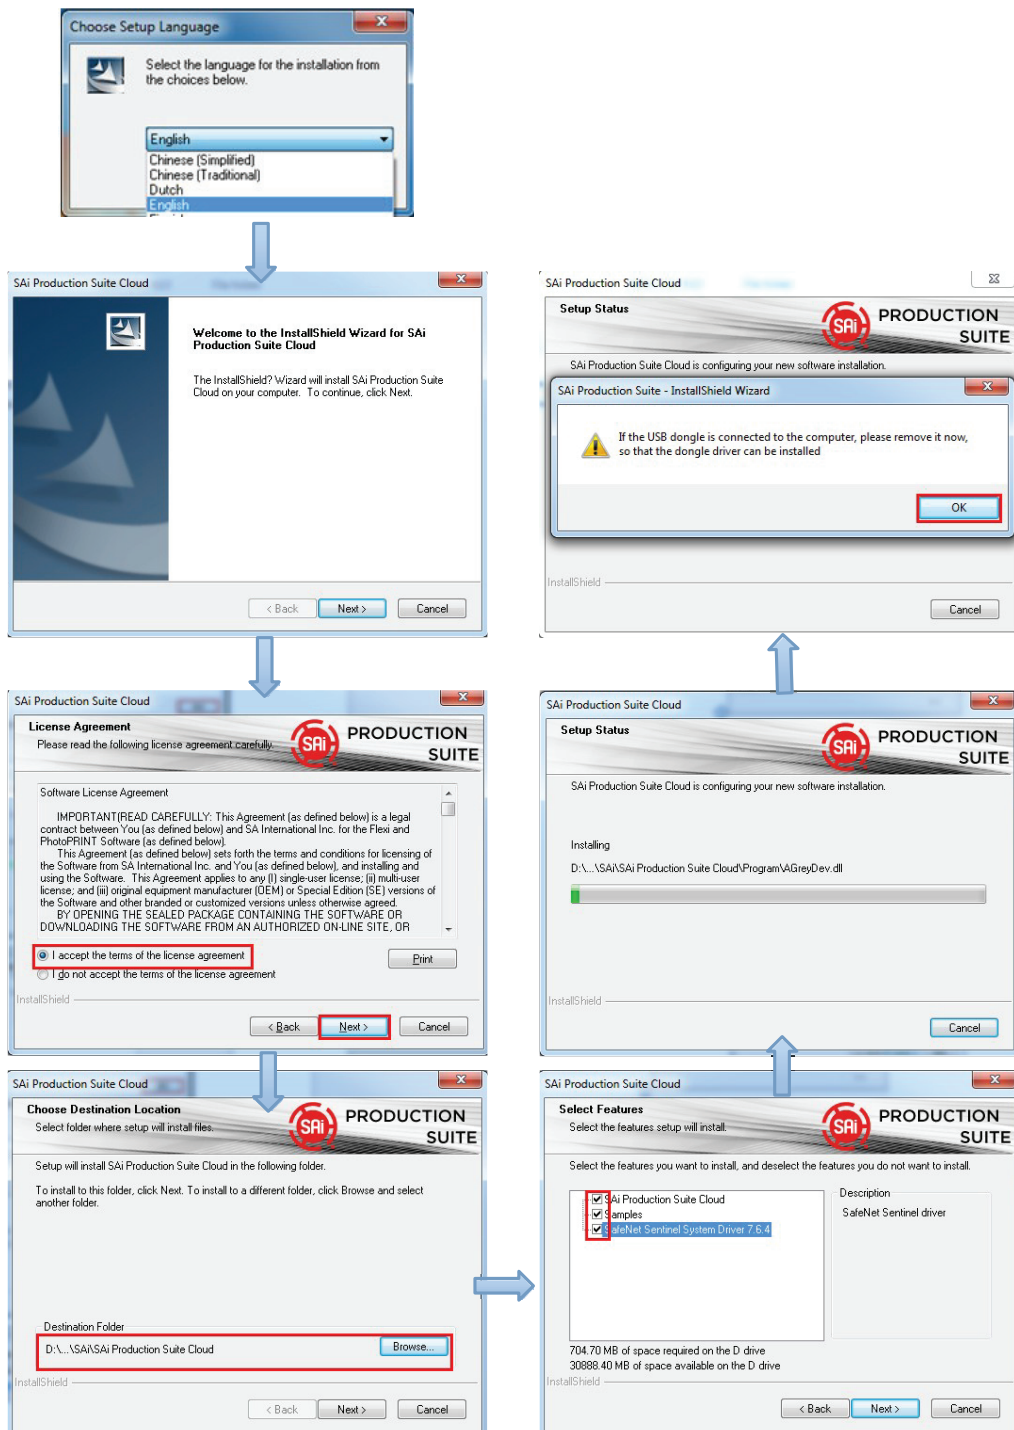 Choose Setup Language
Select the language for the installation from
the choices below.
English
Chinese (Simplified)
Chinese (Traditional)
Dutch
English
SAi Production Suite Cloud
Welcome to the InstallShield Wizard for SAi
Production Suite Cloud
The InstallShield? Wizard will install SAi Production Suite
Cloud on your computer. To continue, click Next.
< Back
Next >
Cancel
SAi Production Suite Cloud
License Agreement
Please read the following license agreement carefully.
SAi
PRODUCTION
SUITE
Software License Agreement
IMPORTANT(READ CAREFULLY: This Agreement (as defined below) is a legal
contract between You (as defined below) and SA International Inc. for the Flexi and
PhotoPRINT Software (as defined below).
This Agreement (as defined below) sets forth the terms and conditions for licensing of
the Software from SA International Inc. and You (as defined below), and installing and
using the Software. This Agreement applies to any (I) single-user license; (ii) multi-user
license; and (iii) original equipment manufacturer (OEM) or Special Edition (SE) versions of
the Software and other branded or customized versions unless otherwise agreed.
BY OPENING THE SEALED PACKAGE CONTAINING THE SOFTWARE OR
DOWNLOADING THE SOFTWARE FROM AN AUTHORIZED ON-LINE SITE, OR
I accept the terms of the license agreement
Print
I do not accept the terms of the license agreement
InstallShield
< Back
Next >
Cancel
SAi Production Suite Cloud
Choose Destination Location
Select folder where setup will install files.
SAi
PRODUCTION
SUITE
Setup will install SAi Production Suite Cloud in the following folder.
To install to this folder, click Next. To install to a different folder, click Browse and select
another folder.
Destination Folder
D:\...\SAi\SAi Production Suite Cloud
Browse...
InstallShield
< Back
Next >
Cancel
SAi Production Suite Cloud
Select Features
Select the features setup will install.
SAi
PRODUCTION
SUITE
Select the features you want to install, and deselect the features you do not want to install.
SAi Production Suite Cloud
Samples
SafeNet Sentinel System Driver 7.6.4
Description
SafeNet Sentinel driver
704.70 MB of space required on the D drive
30888.40 MB of space available on the D drive
InstallShield
< Back
Next >
Cancel
SAi Production Suite Cloud
Setup Status
SAi
PRODUCTION
SUITE
SAi Production Suite Cloud is configuring your new software installation.
Installing
D:\...\SAi\SAi Production Suite Cloud\Program\AGreyDev.dll
InstallShield
Cancel
SAi Production Suite Cloud
Setup Status
SAi
PRODUCTION
SUITE
SAi Production Suite Cloud is configuring your new software installation.
SAi Production Suite - InstallShield Wizard
If the USB dongle is connected to the computer, please remove it now,
so that the dongle driver can be installed
OK
InstallShield
Cancel